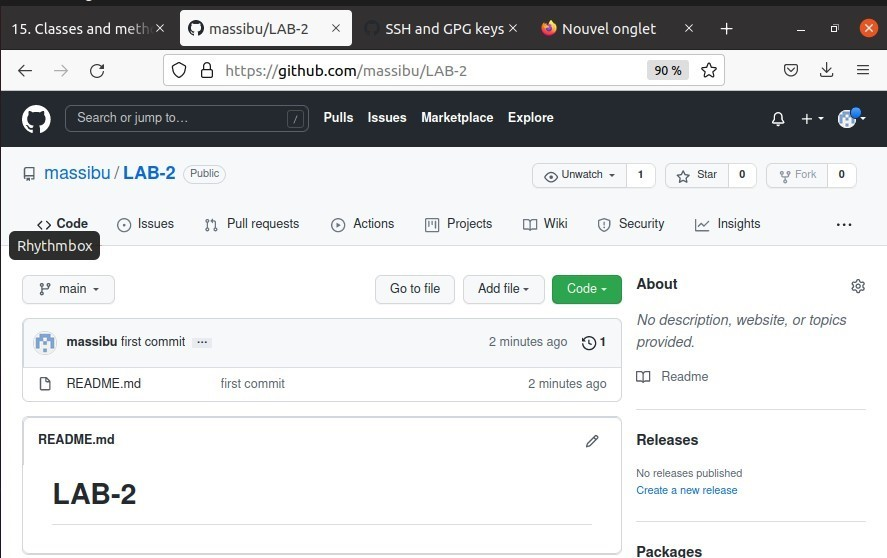 15. Classes and meth
massibu/LAB-2
SSH and GPG keys
Nouvel onglet
https://github.com/massibu/LAB-2
90 %
Search or jump to…
/
Pulls
Issues
Marketplace
Explore
massibu / LAB-2
Public
Unwatch
1
Star
0
Fork
0
Code
Issues
Pull requests
Actions
Projects
Wiki
Security
Insights
Rhythmbox
main
Go to file
Add file
Code
About
No description, website, or topics
provided.
Readme
massibu first commit
2 minutes ago
1
README.md
first commit
2 minutes ago
README.md
LAB-2
Releases
No releases published
Create a new release
Packages